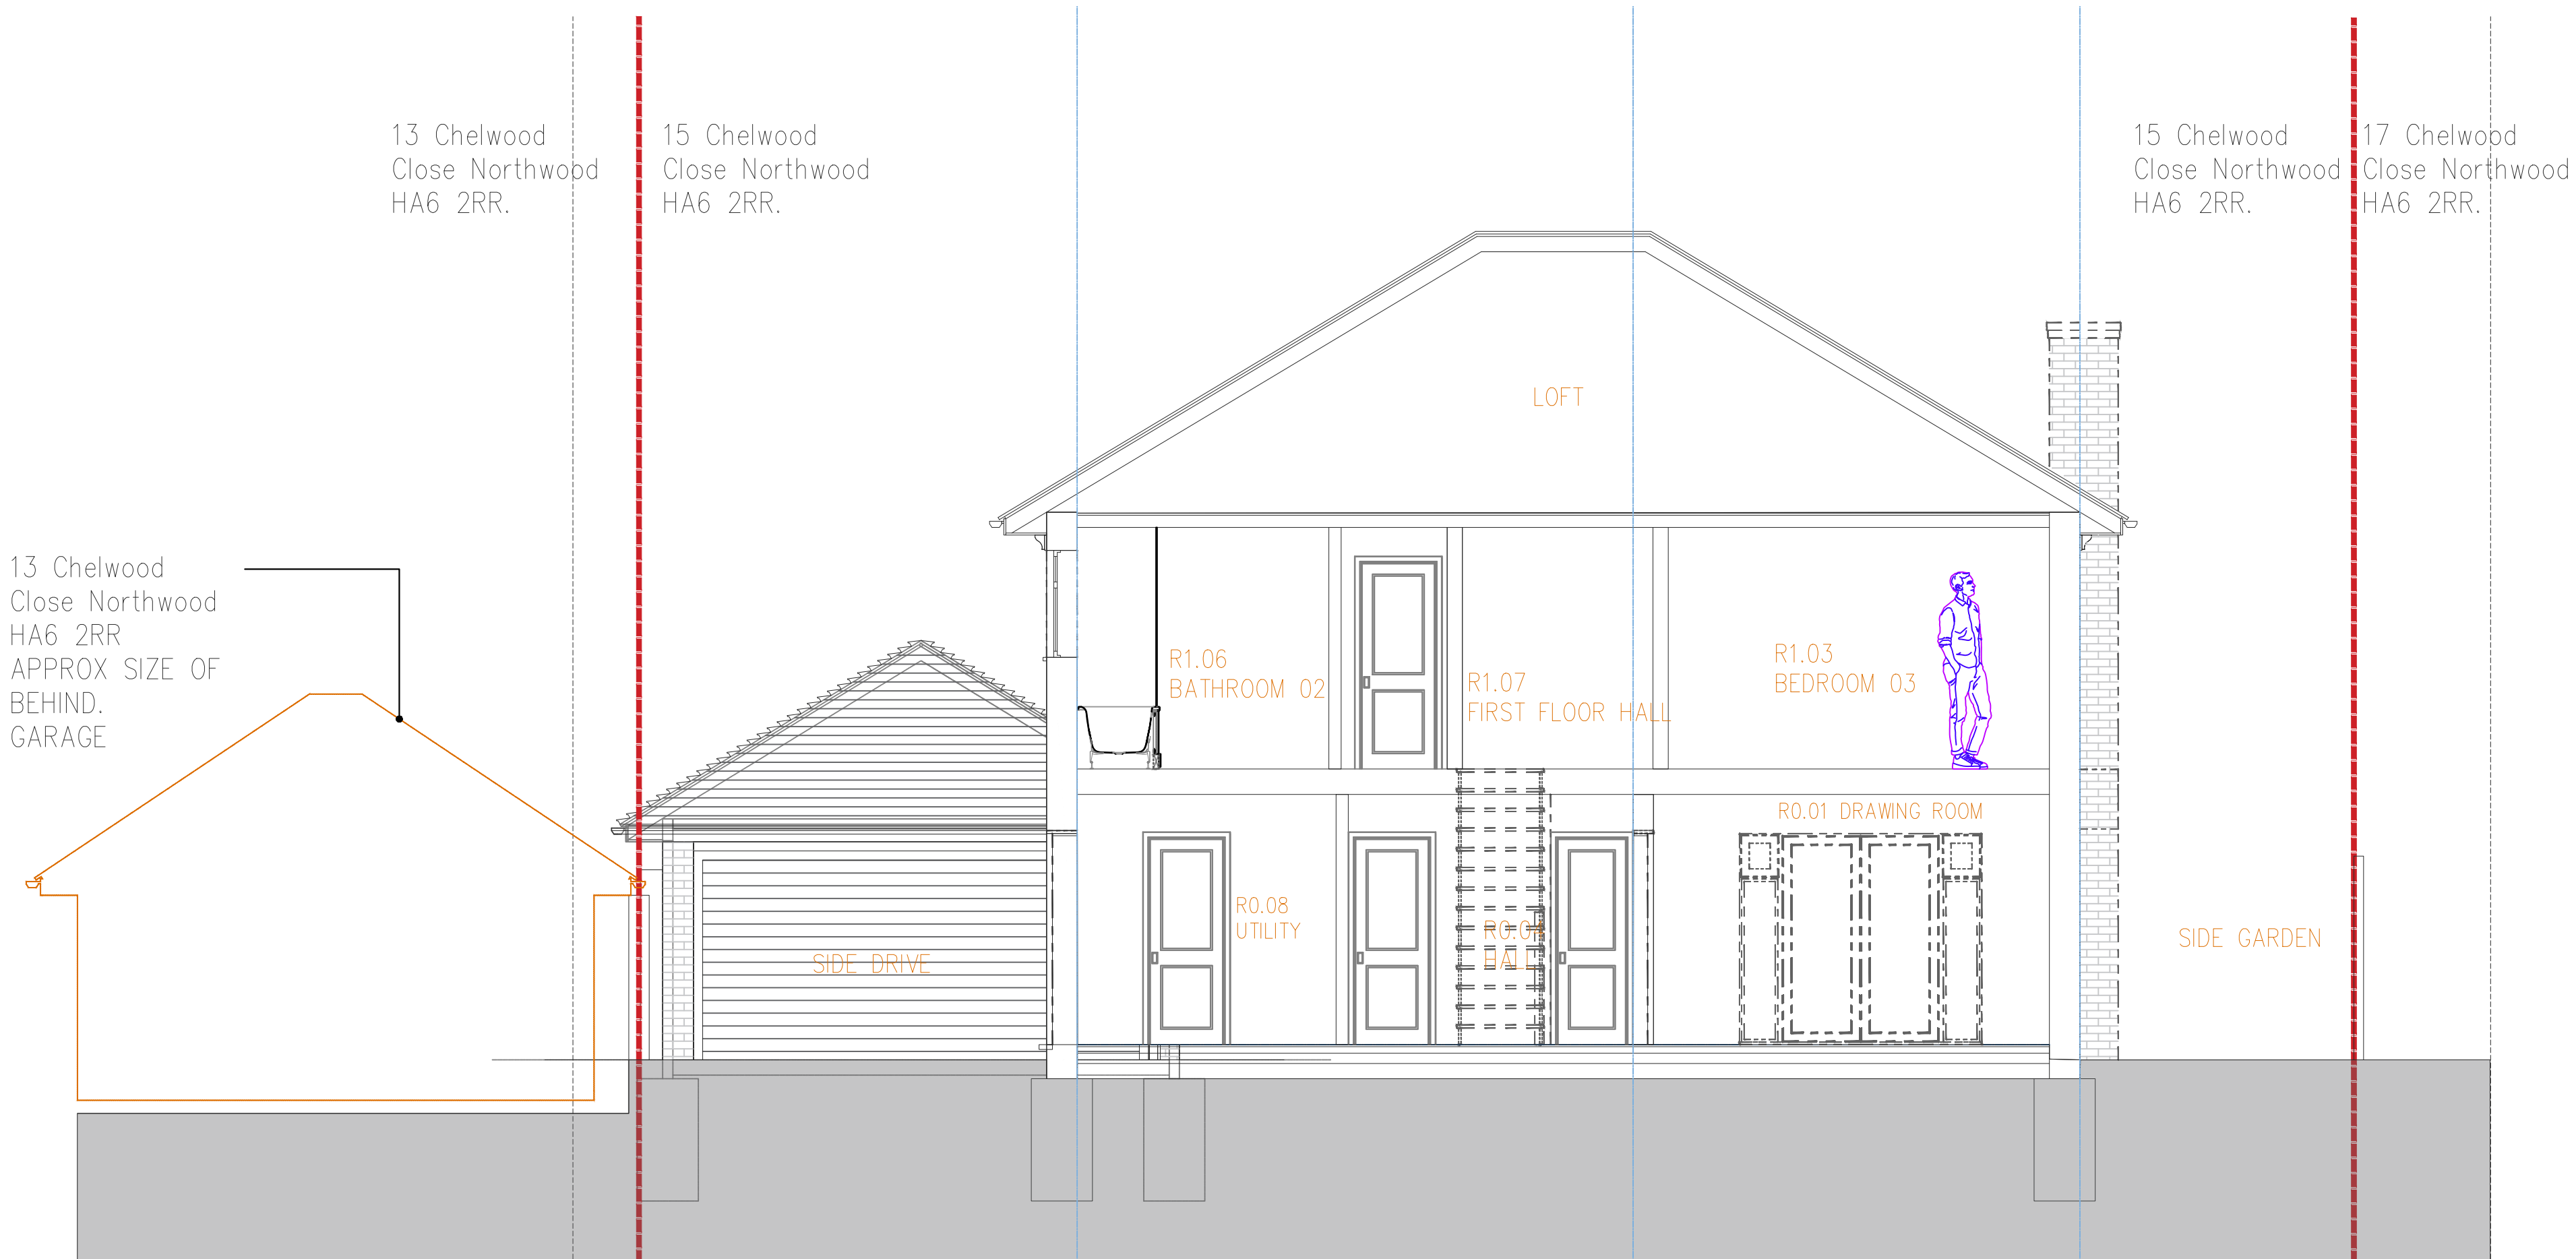 13 Chelwood
Close Northwood
HA6 2RR.
15 Chelwood
Close Northwood
HA6 2RR.
15 Chelwood
Close Northwood
HA6 2RR.
17 Chelwood
Close Northwood
HA6 2RR.
LOFT
13 Chelwood
Close Northwood
HA6 2RR
APPROX SIZE OF
BEHIND.
GARAGE
R1.06
BATHROOM 02
R1.07
FIRST FLOOR HALL
R1.03
BEDROOM 03
R0.01 DRAWING ROOM
R0.08
UTILITY
HALL
SIDE DRIVE
SIDE GARDEN